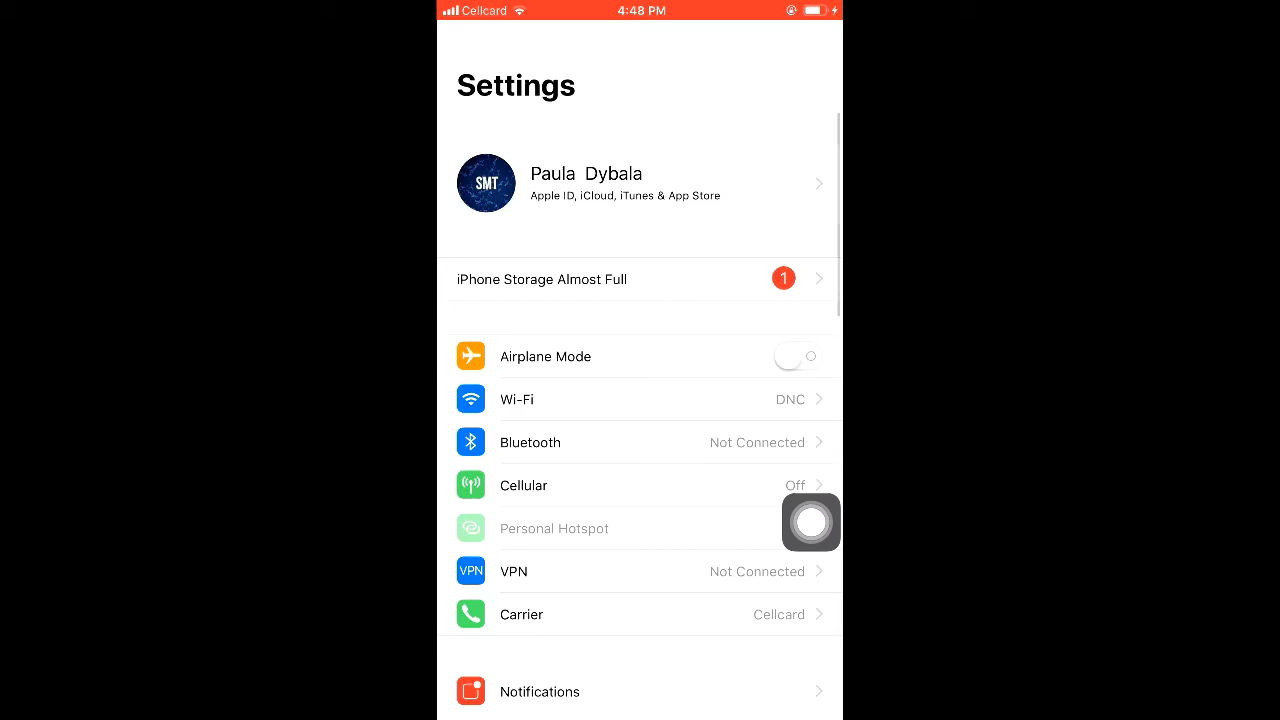 Cellcard 4:48 PM
Settings
SMT
Paula Dybala
Apple ID, iCloud, iTunes & App Store
iPhone Storage Almost Full 1
Airplane Mode
Wi-Fi DNC
Bluetooth Not Connected
Cellular Off
Personal Hotspot
VPN VPN Not Connected
Carrier Cellcard
Notifications